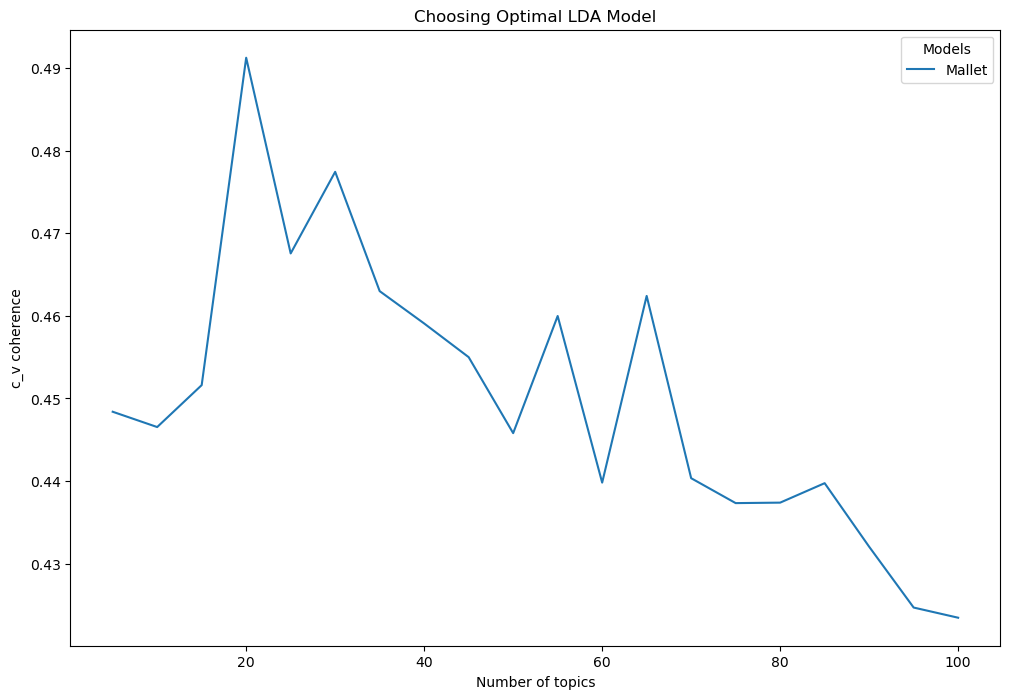 Choosing Optimal LDA Model
Models
Mallet
0.49
0.48
0.47
0.46
0.45
0.44
0.43
c_v coherence
20 40 60 80 100
Number of topics